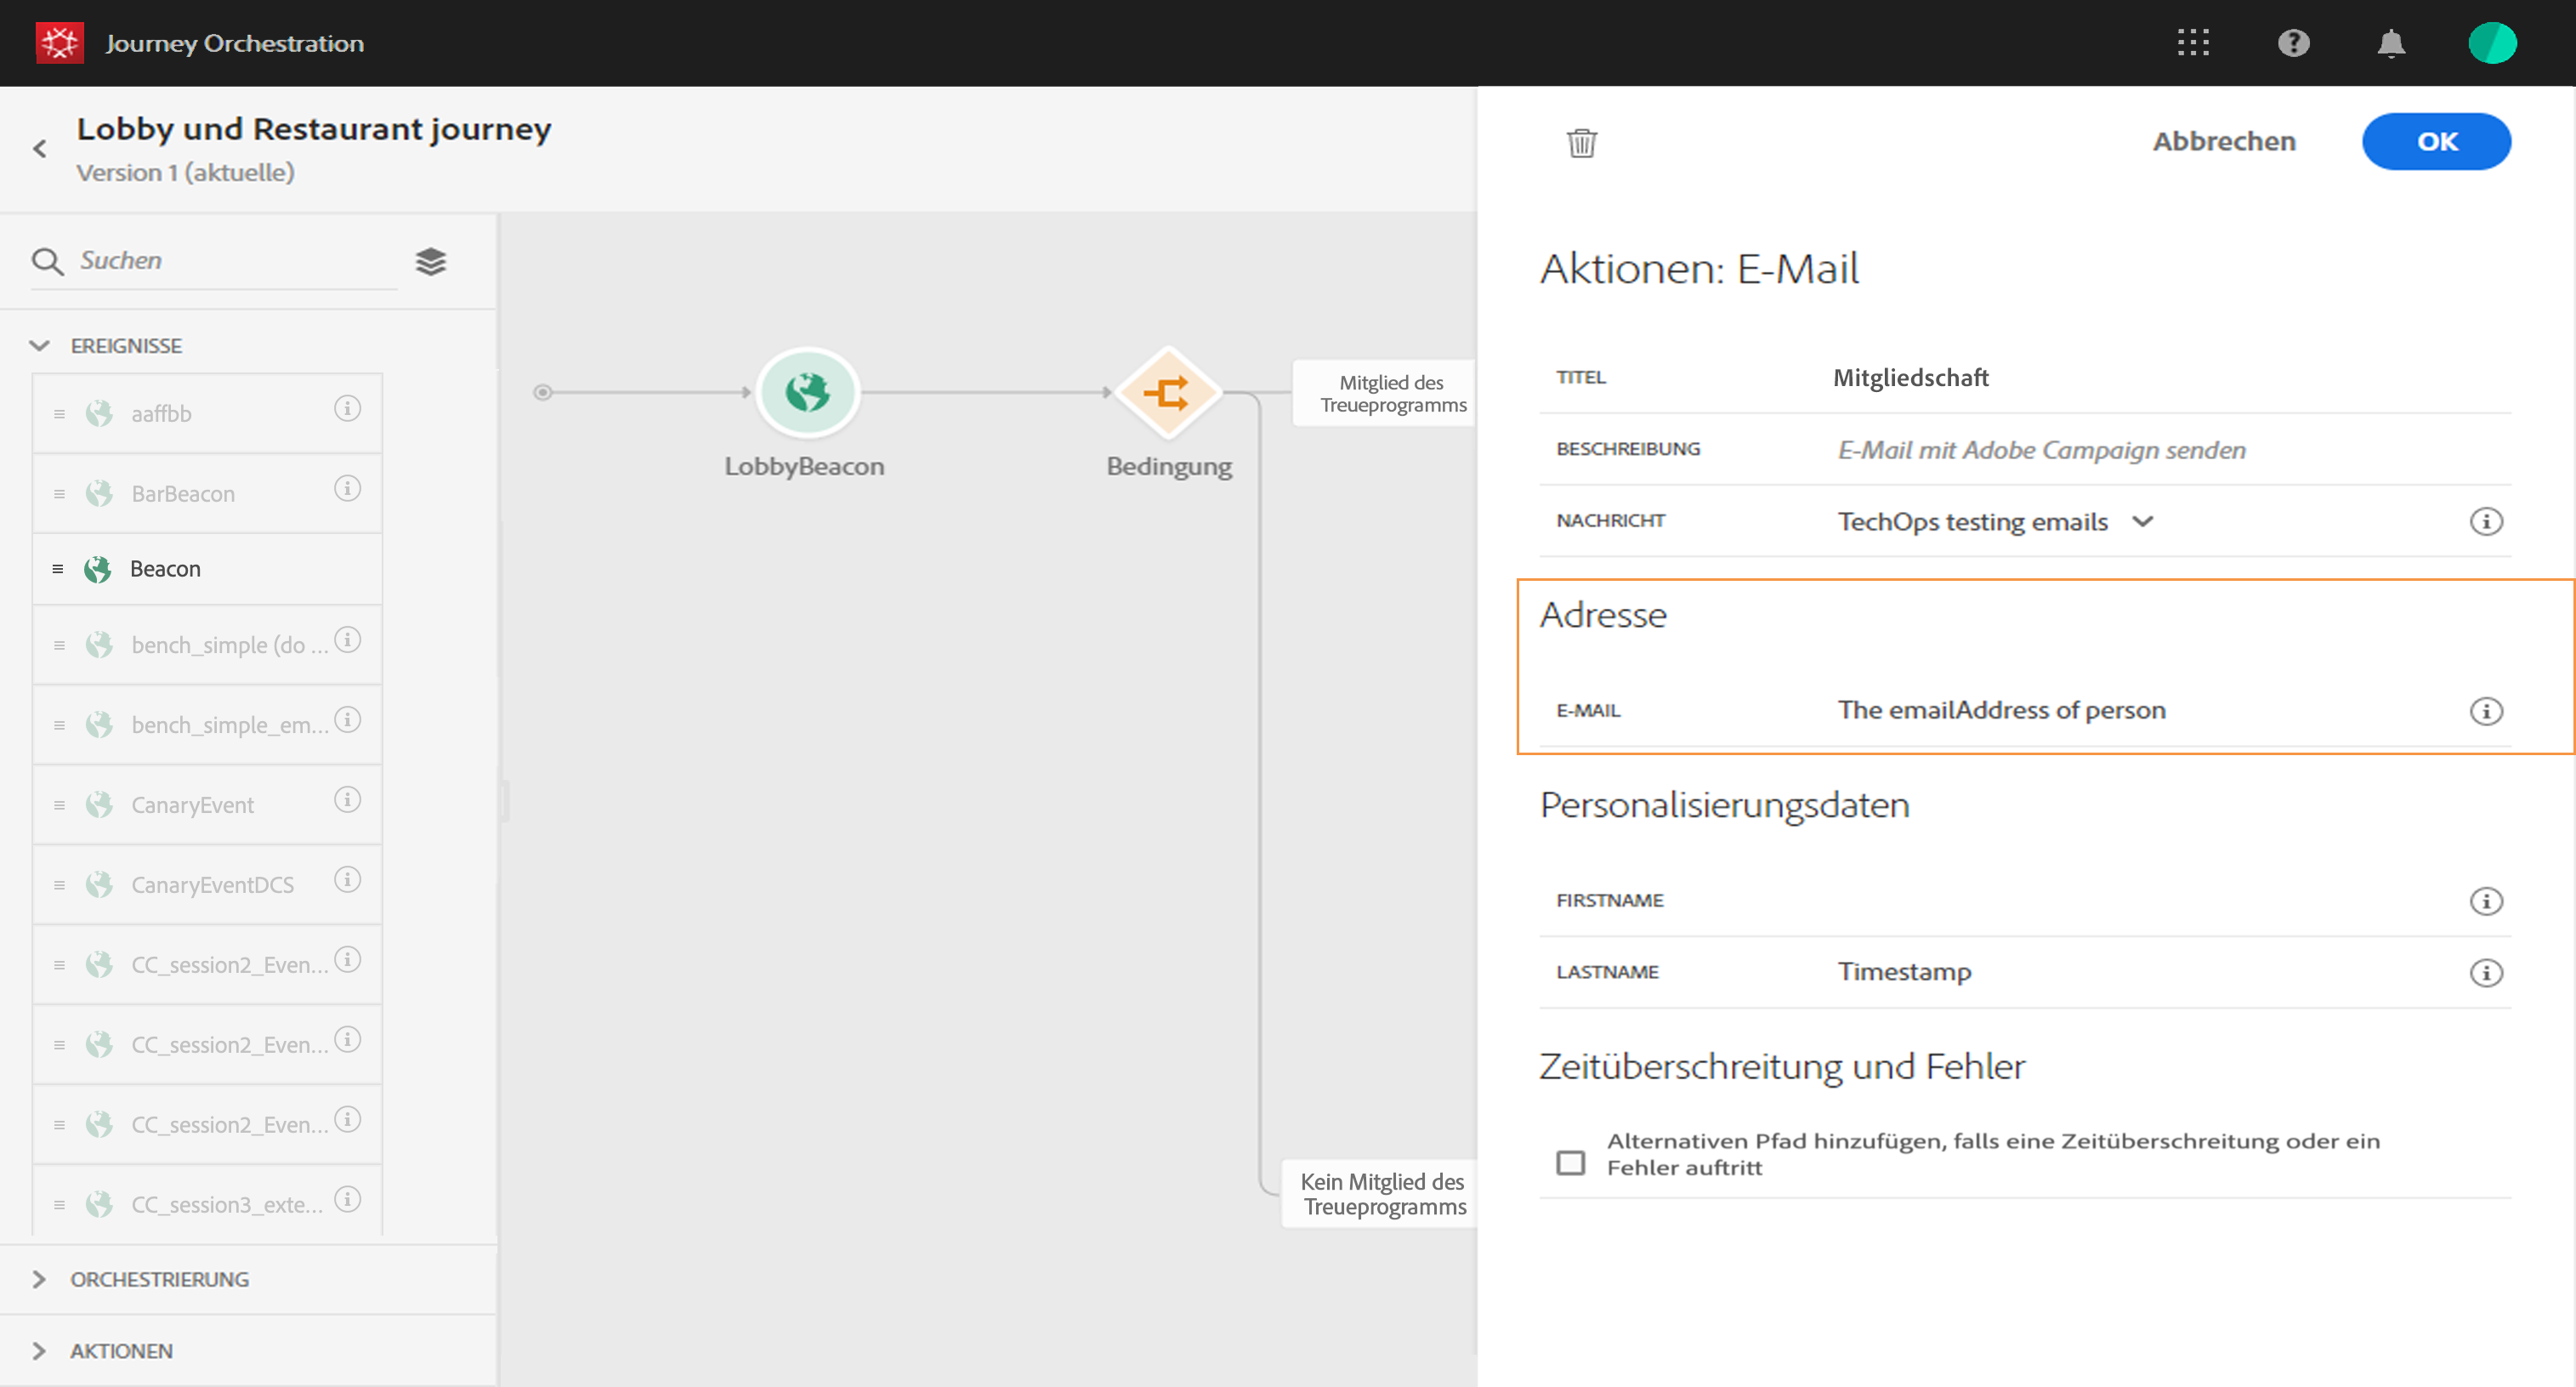 Journey Orchestration
Lobby und Restaurant journey
Version 1 (aktuelle)
Suchen
EREIGNISSE
aaffbb
BarBeacon
Beacon
bench_simple (do ...
bench_simple_em...
CanaryEvent
CanaryEventDCS
CC_session2_Even...
CC_session2_Even...
CC_session2_Even...
CC_session3_exte...
ORCHESTRIERUNG
AKTIONEN
LobbyBeacon
Bedingung
Mitglied des
Treueprogramms
Kein Mitglied des
Treueprogramms
Abbrechen
OK
Aktionen: E-Mail
TITEL Mitgliedschaft
BESCHREIBUNG E-Mail mit Adobe Campaign senden
NACHRICHT TechOps testing emails
Adresse
E-MAIL The emailAddress of person
Personalisierungsdaten
FIRSTNAME
LASTNAME Timestamp
Zeitüberschreitung und Fehler
Alternativen Pfad hinzufügen, falls eine Zeitüberschreitung oder ein
Fehler auftritt